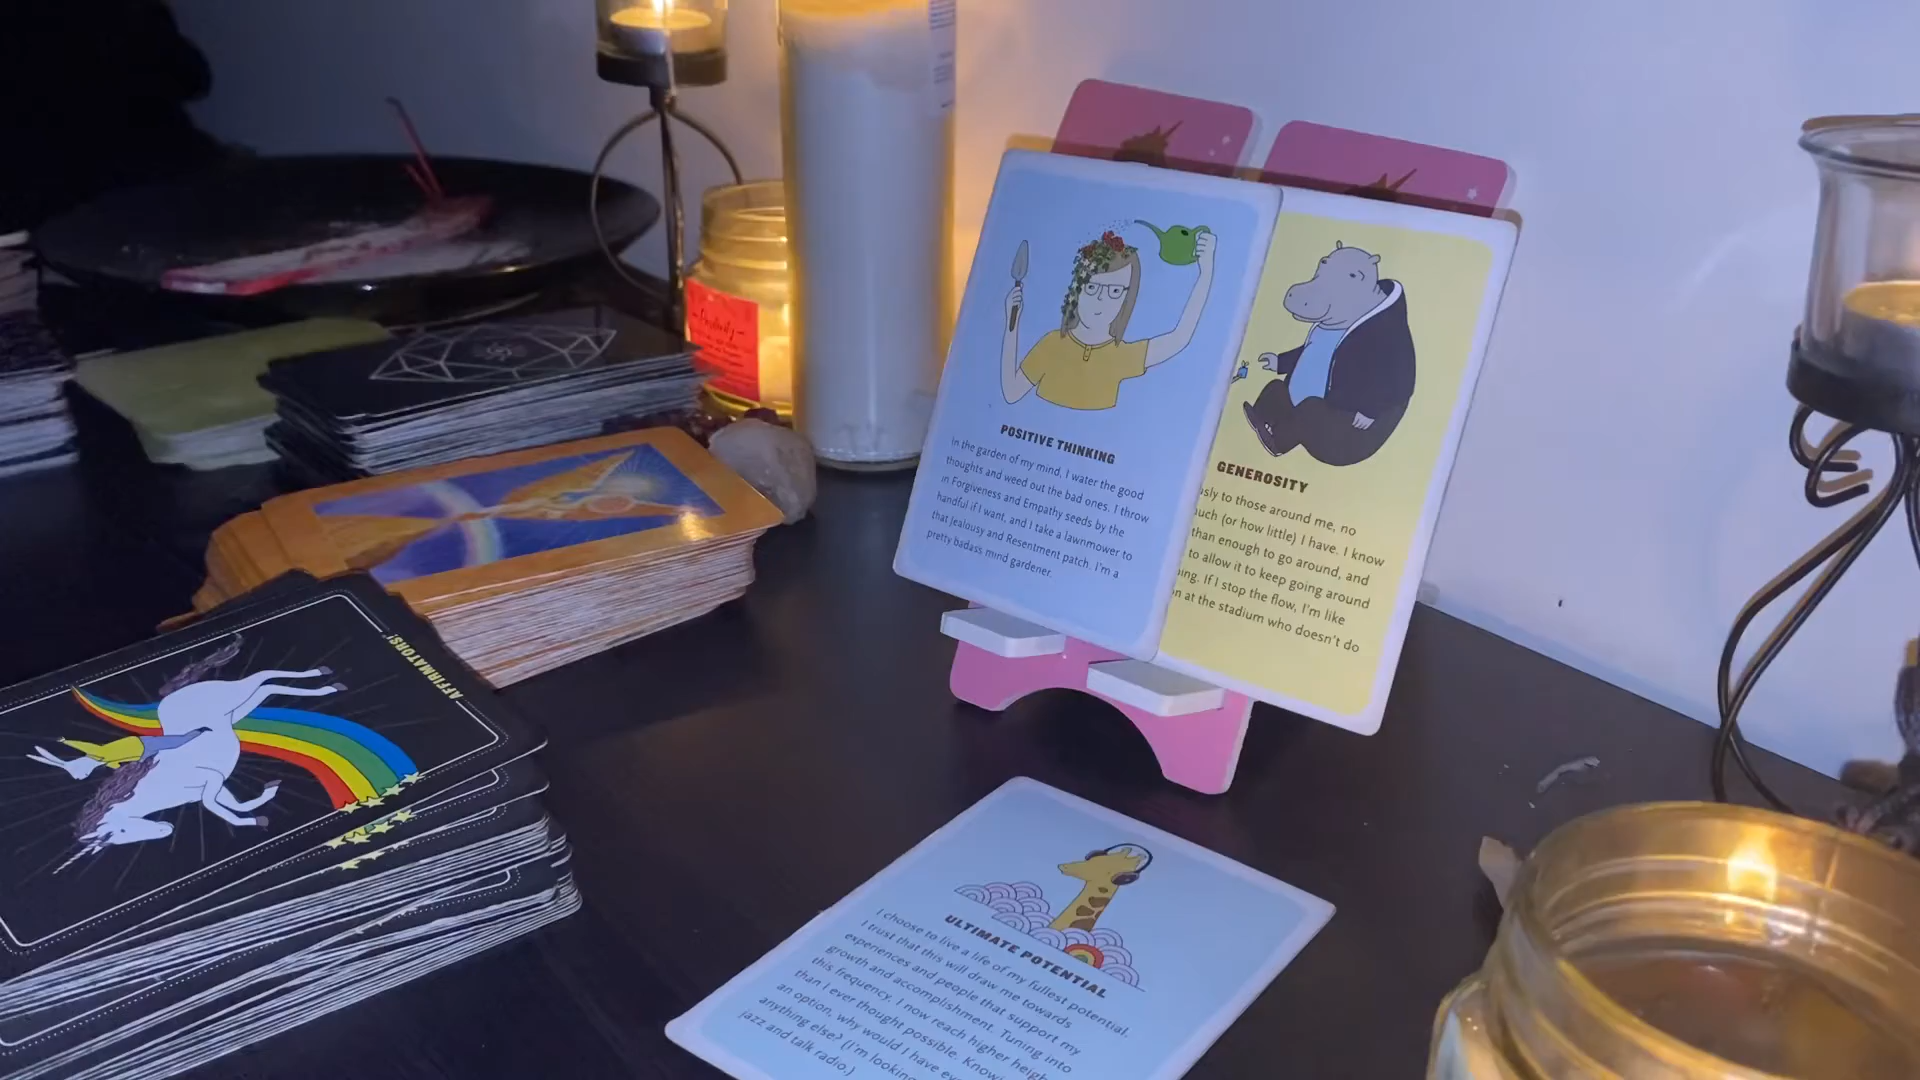 POSITIVE THINKING
In the garden of my mind, I water the good
thoughts and weed out the bad ones. I throw
in Forgiveness and Empathy seeds by the
handful if I want, and I take a lawnmower to
that Jealousy and Resentment patch. I'm a
pretty badass mind gardener.
GENEROSITY
to those around me, no
(or how little) I have. I know
than enough to go around, and
to allow it to keep going around
If I stop the flow, I'm like
at the stadium who doesn't do
AFFIRMATORS!
ULTIMATE POTENTIAL
I choose to live a life of my fullest potential.
I trust that this will draw me towards
experiences and people that support my
growth and accomplishment. Tuning into
this frequency, I now reach higher
than I ever thought possible.
an option, why would I have
anything else? (I'm looking
jazz and talk radio.)